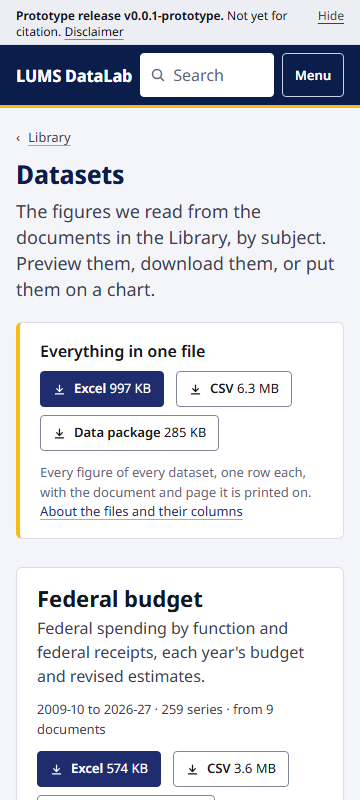 Prototype release v0.0.1-prototype. Not yet for
citation. Disclaimer
Hide
LUMS DataLab
Search
Menu
‹ Library
Datasets
The figures we read from the
documents in the Library, by subject.
Preview them, download them, or put
them on a chart.
Everything in one file
Excel 997 KB
CSV 6.3 MB
Data package 285 KB
Every figure of every dataset, one row each,
with the document and page it is printed on.
About the files and their columns
Federal budget
Federal spending by function and
federal receipts, each year's budget
and revised estimates.
2009-10 to 2026-27 · 259 series · from 9
documents
Excel 574 KB
CSV 3.6 MB